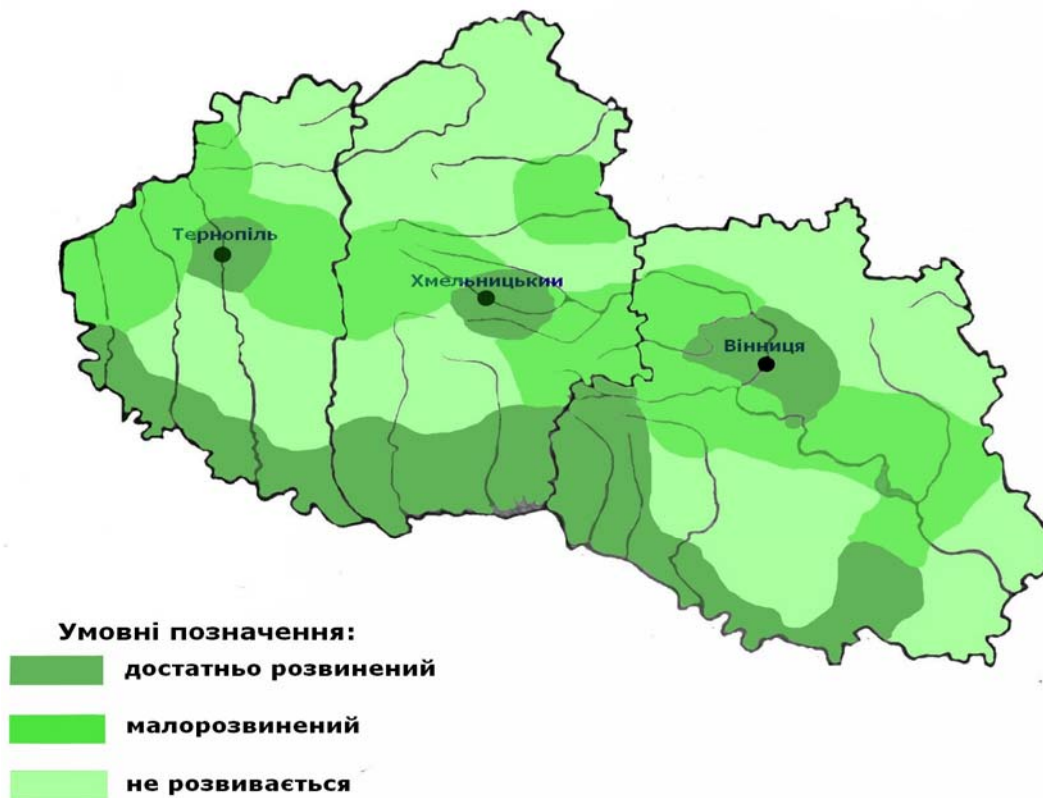 Тернопіль
Хмельницький
Вінниця
Умовні позначення:
достатньо розвинений
малорозвинений
не розвивається